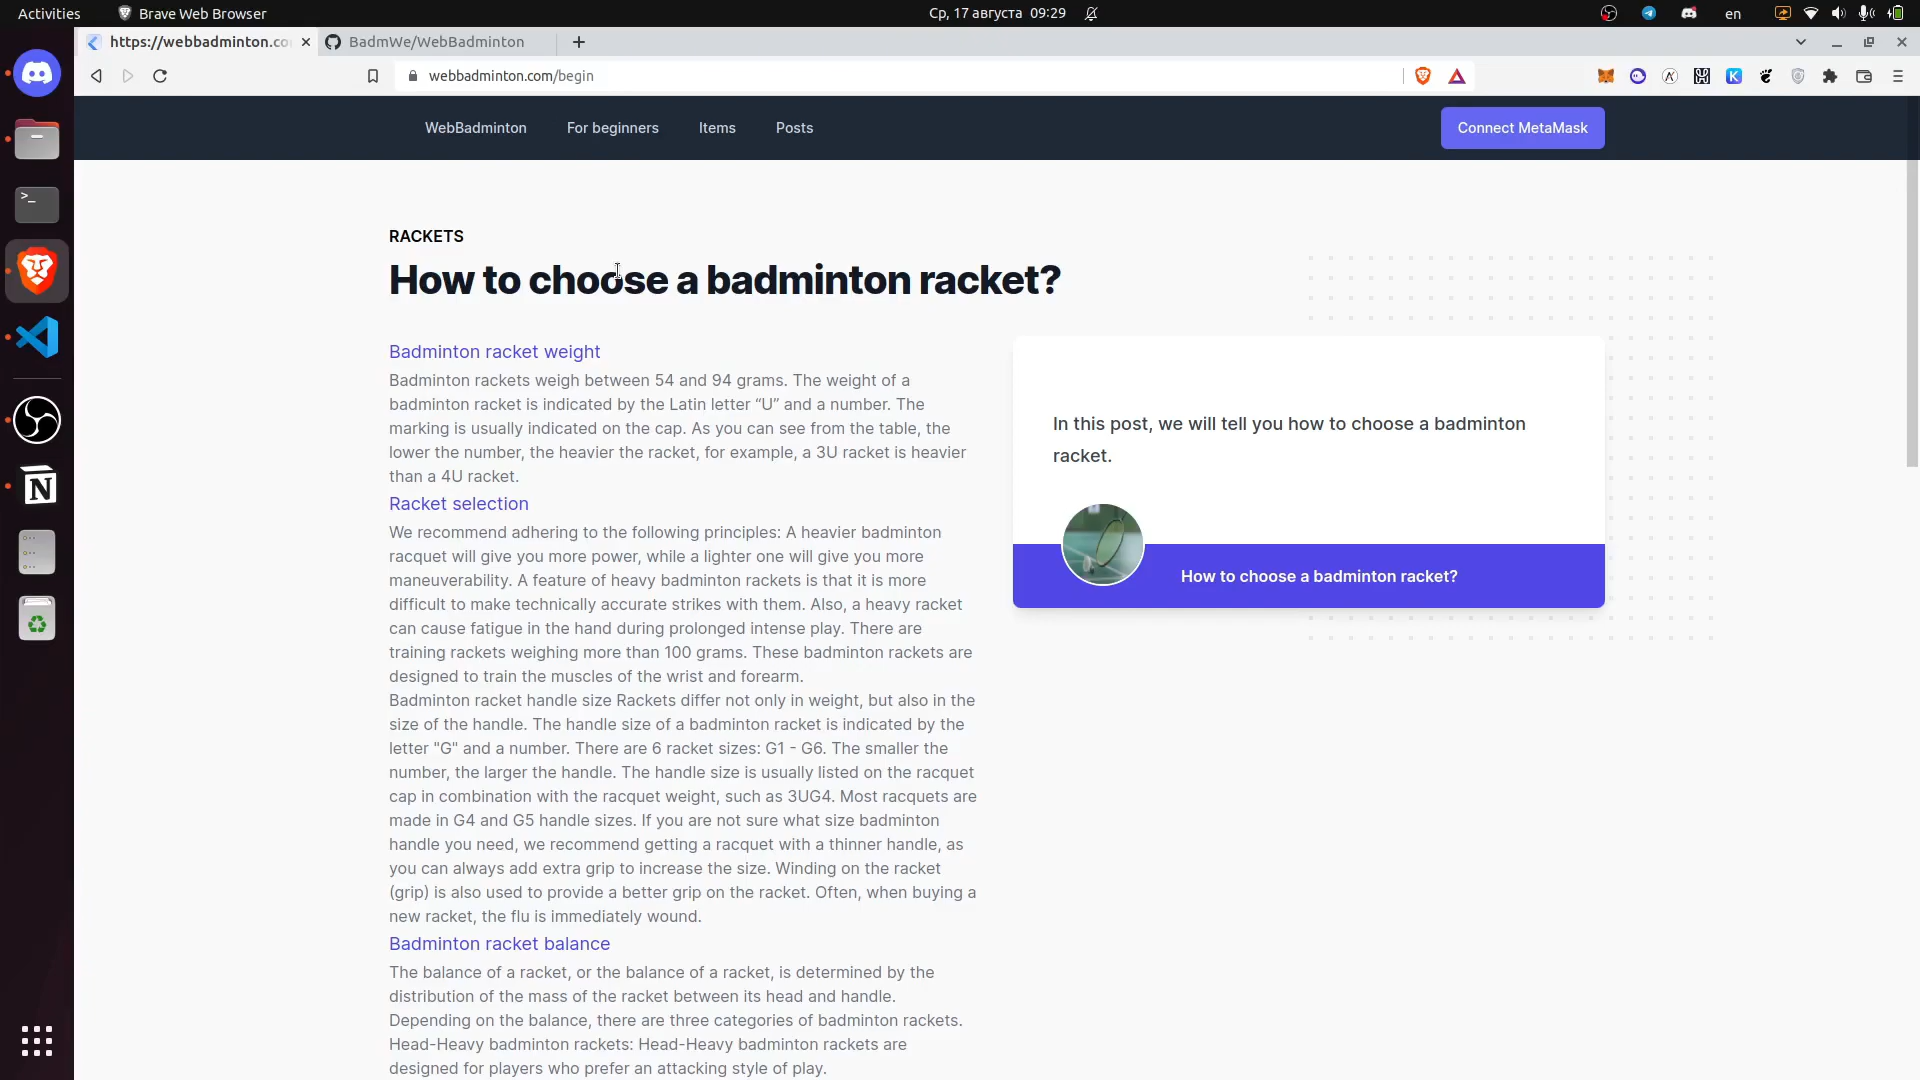 Activities
Brave Web Browser
Ср, 17 августа 09:29
en
https://webbadminton.co
BadmWe/WebBadminton
webbadminton.com/begin
WebBadminton
For beginners
Items
Posts
Connect MetaMask
RACKETS
How to choose a badminton racket?
Badminton racket weight
Badminton rackets weigh between 54 and 94 grams. The weight of a
badminton racket is indicated by the Latin letter “U” and a number. The
marking is usually indicated on the cap. As you can see from the table, the
lower the number, the heavier the racket, for example, a 3U racket is heavier
than a 4U racket.
Racket selection
We recommend adhering to the following principles: A heavier badminton
racquet will give you more power, while a lighter one will give you more
maneuverability. A feature of heavy badminton rackets is that it is more
difficult to make technically accurate strikes with them. Also, a heavy racket
can cause fatigue in the hand during prolonged intense play. There are
training rackets weighing more than 100 grams. These badminton rackets are
designed to train the muscles of the wrist and forearm.
Badminton racket handle size Rackets differ not only in weight, but also in the
size of the handle. The handle size of a badminton racket is indicated by the
letter "G" and a number. There are 6 racket sizes: G1 - G6. The smaller the
number, the larger the handle. The handle size is usually listed on the racquet
cap in combination with the racquet weight, such as 3UG4. Most racquets are
made in G4 and G5 handle sizes. If you are not sure what size badminton
handle you need, we recommend getting a racquet with a thinner handle, as
you can always add extra grip to increase the size. Winding on the racket
(grip) is also used to provide a better grip on the racket. Often, when buying a
new racket, the flu is immediately wound.
Badminton racket balance
The balance of a racket, or the balance of a racket, is determined by the
distribution of the mass of the racket between its head and handle.
Depending on the balance, there are three categories of badminton rackets.
Head-Heavy badminton rackets: Head-Heavy badminton rackets are
designed for players who prefer an attacking style of play.
In this post, we will tell you how to choose a badminton
racket.
How to choose a badminton racket?